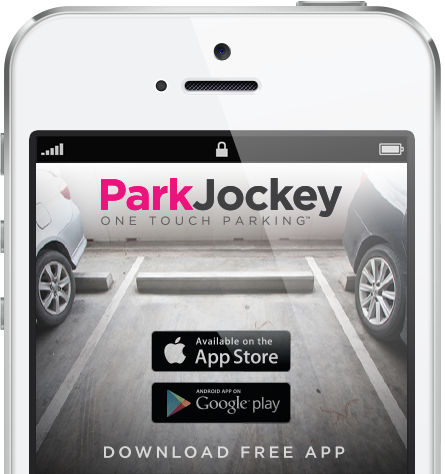 ParkJockey
ONE TOUCH PARKING™
Available on the
App Store
ANDROID APP ON
Google play
DOWNLOAD FREE APP